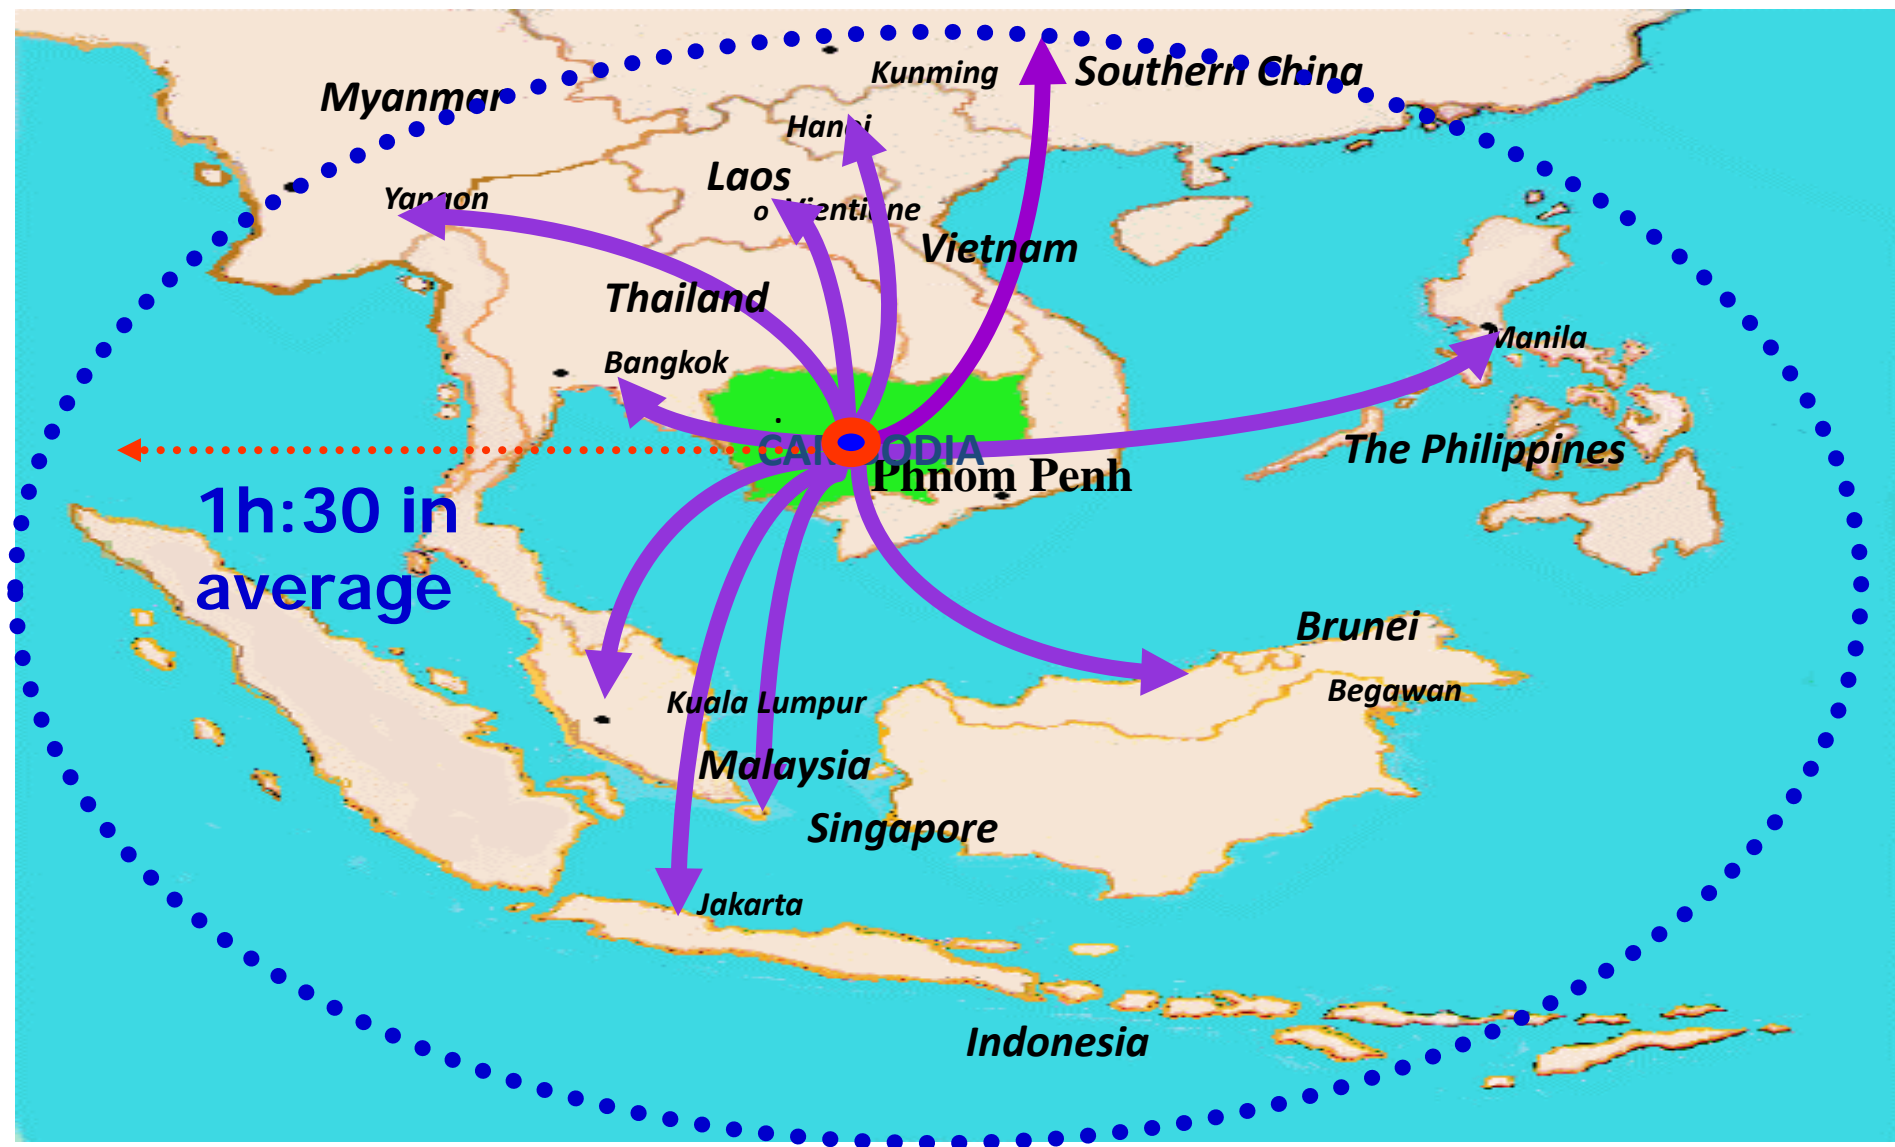 Kunming
Southern China
Myanmar
Hanoi
Laos
Yangon
o Vientiane
Vietnam
Thailand
Manila
Bangkok
CAMBODIA
The Philippines
Phnom Penh
1h:30 in
average
Brunei
Begawan
Kuala Lumpur
Malaysia
Singapore
Jakarta
Indonesia